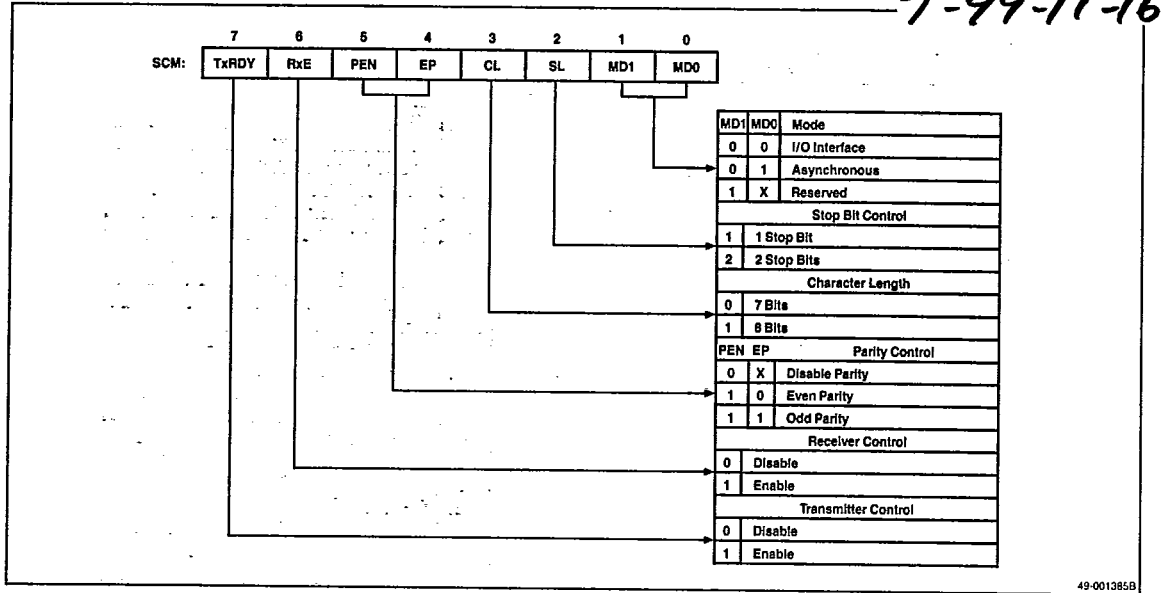 7-99-11-16
7 6 5 4 3 2 1 0
SCM: TxRDY RxE PEN EP CL SL MD1 MD0
MD1 MD0 Mode
0 0 I/O Interface
0 1 Asynchronous
1 X Reserved
Stop Bit Control
1 1 Stop Bit
2 2 Stop Bits
Character Length
0 7 Bits
1 8 Bits
PEN EP Parity Control
0 X Disable Parity
1 0 Even Parity
1 1 Odd Parity
Receiver Control
0 Disable
1 Enable
Transmitter Control
0 Disable
1 Enable
49-001385B